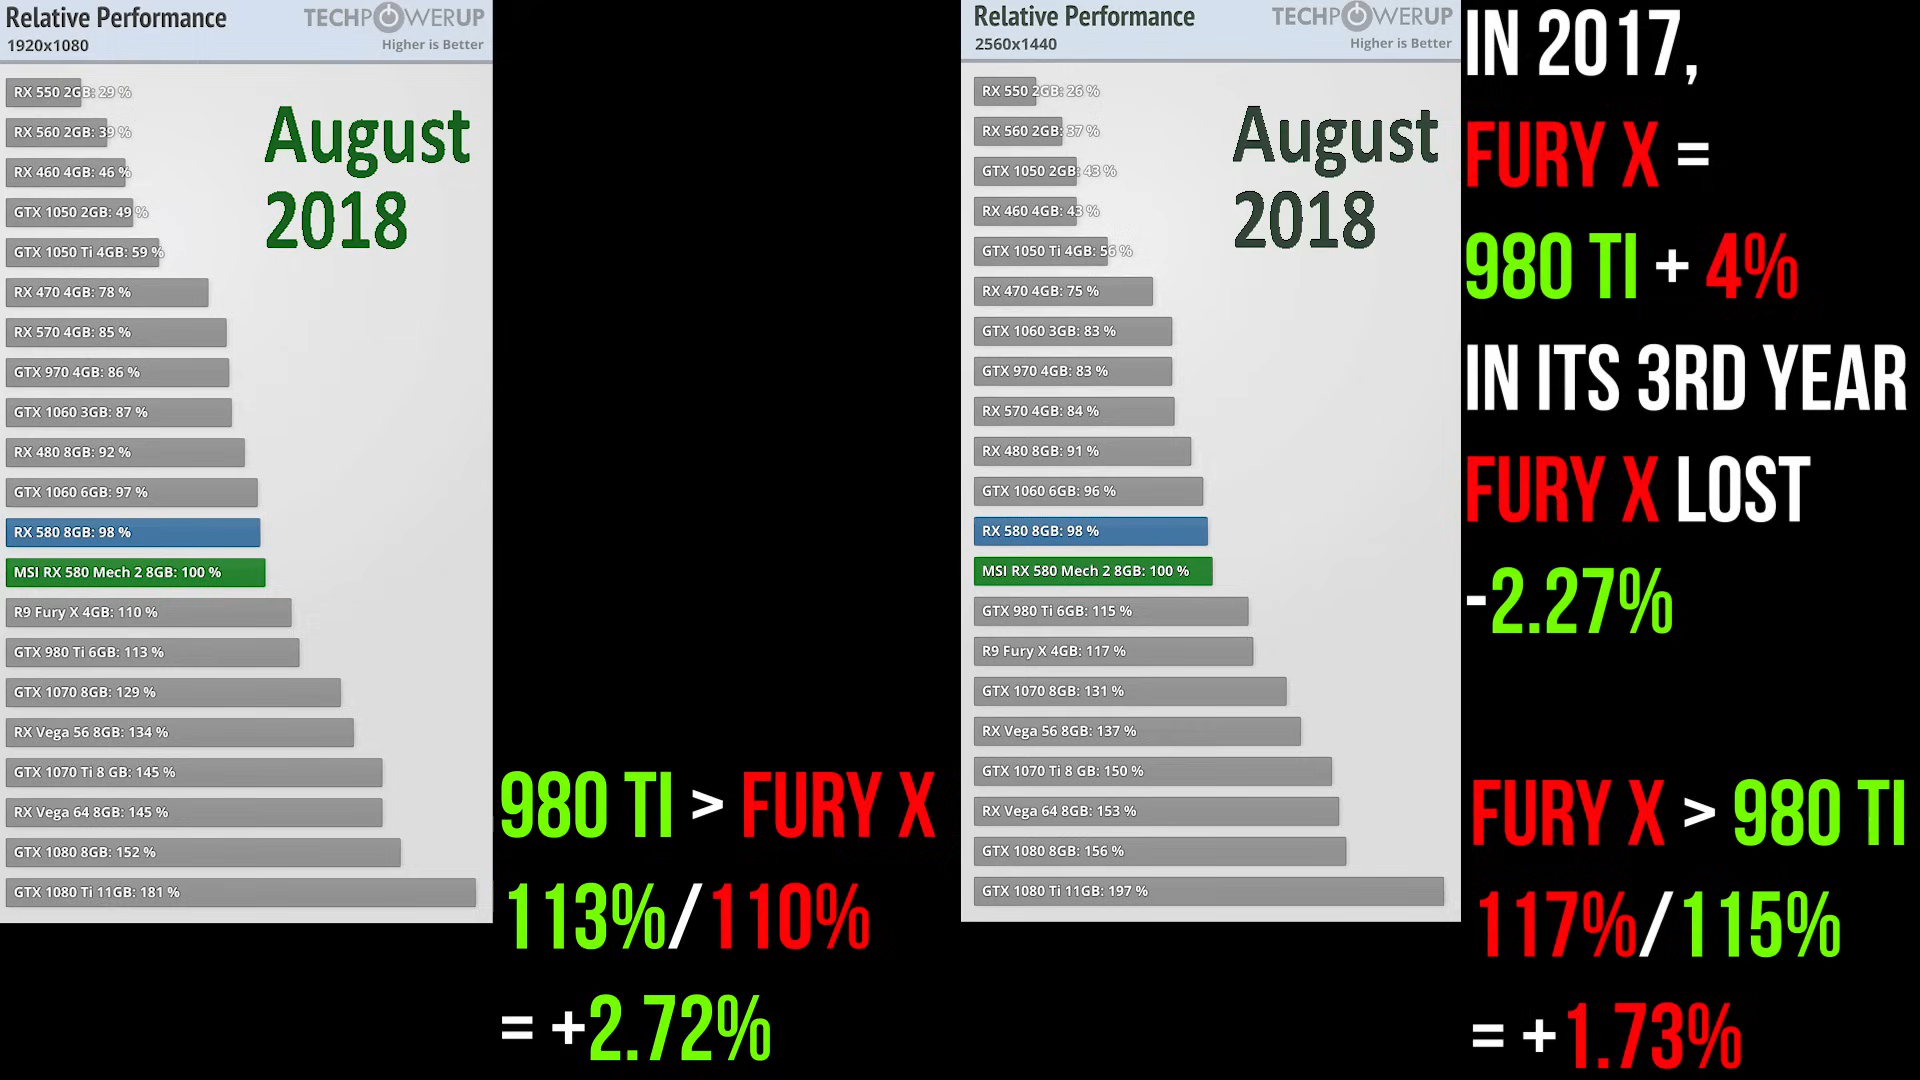 Relative Performance
TECHPOWERUP
1920x1080
Higher is Better
August
2018
RX 550 2GB: 29 %
RX 560 2GB: 39 %
RX 460 4GB: 46 %
GTX 1050 2GB: 49 %
GTX 1050 Ti 4GB: 59 %
RX 470 4GB: 78 %
RX 570 4GB: 85 %
GTX 970 4GB: 86 %
GTX 1060 3GB: 87 %
RX 480 8GB: 92 %
GTX 1060 6GB: 97 %
RX 580 8GB: 98 %
MSI RX 580 Mech 2 8GB: 100 %
R9 Fury X 4GB: 110 %
GTX 980 Ti 6GB: 113 %
GTX 1070 8GB: 129 %
RX Vega 56 8GB: 134 %
GTX 1070 Ti 8 GB: 145 %
RX Vega 64 8GB: 145 %
GTX 1080 8GB: 152 %
GTX 1080 Ti 11GB: 181 %
980 TI > FURY X
113%/110%
= +2.72%
Relative Performance
TECHPOWERUP
2560x1440
Higher is Better
August
2018
RX 550 2GB: 26 %
RX 560 2GB: 37 %
GTX 1050 2GB: 43 %
RX 460 4GB: 43 %
GTX 1050 Ti 4GB: 56 %
RX 470 4GB: 75 %
GTX 1060 3GB: 83 %
GTX 970 4GB: 83 %
RX 570 4GB: 84 %
RX 480 8GB: 91 %
GTX 1060 6GB: 96 %
RX 580 8GB: 98 %
MSI RX 580 Mech 2 8GB: 100 %
GTX 980 Ti 6GB: 115 %
R9 Fury X 4GB: 117 %
GTX 1070 8GB: 131 %
RX Vega 56 8GB: 137 %
GTX 1070 Ti 8 GB: 150 %
RX Vega 64 8GB: 153 %
GTX 1080 8GB: 156 %
GTX 1080 Ti 11GB: 197 %
IN 2017,
FURY X =
980 TI + 4%
IN ITS 3RD YEAR
FURY X LOST
-2.27%
FURY X > 980 TI
117%/115%
= +1.73%